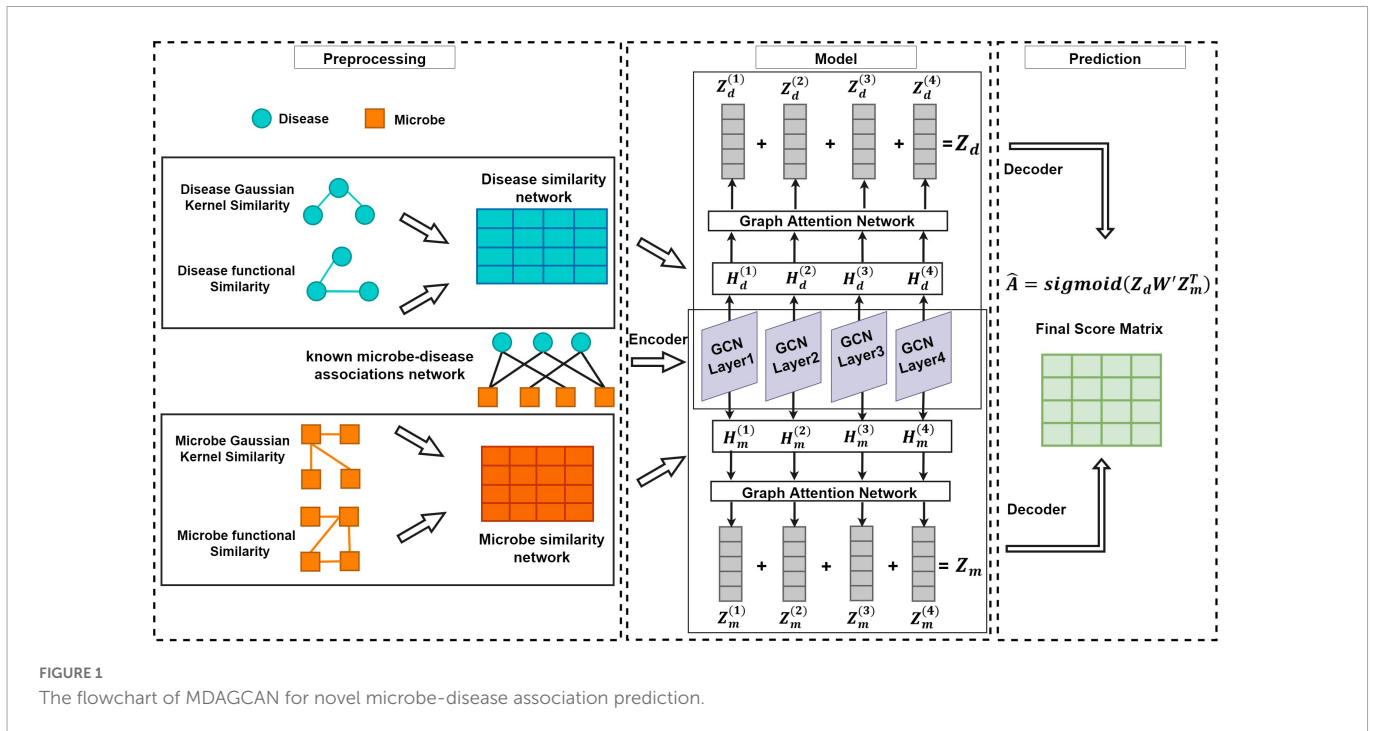 Preprocessing
Disease
Microbe
Disease Gaussian
Kernel Similarity
Disease functional
Similarity
Disease similarity
network
known microbe-disease
associations network
Microbe Gaussian
Kernel Similarity
Microbe functional
Similarity
Microbe similarity
network
Encoder
Model
Z_d^{(1)} Z_d^{(2)} Z_d^{(3)} Z_d^{(4)}
+ + + = Z_d
Graph Attention Network
H_d^{(1)} H_d^{(2)} H_d^{(3)} H_d^{(4)}
GCN
Layer1
GCN
Layer2
GCN
Layer3
GCN
Layer4
H_m^{(1)} H_m^{(2)} H_m^{(3)} H_m^{(4)}
Graph Attention Network
+ + + = Z_m
Z_m^{(1)} Z_m^{(2)} Z_m^{(3)} Z_m^{(4)}
Prediction
Decoder
Â = sigmoid(Z_d W′ Z_m^T)
Final Score Matrix
Decoder
FIGURE 1
The flowchart of MDAGCAN for novel microbe-disease association prediction.